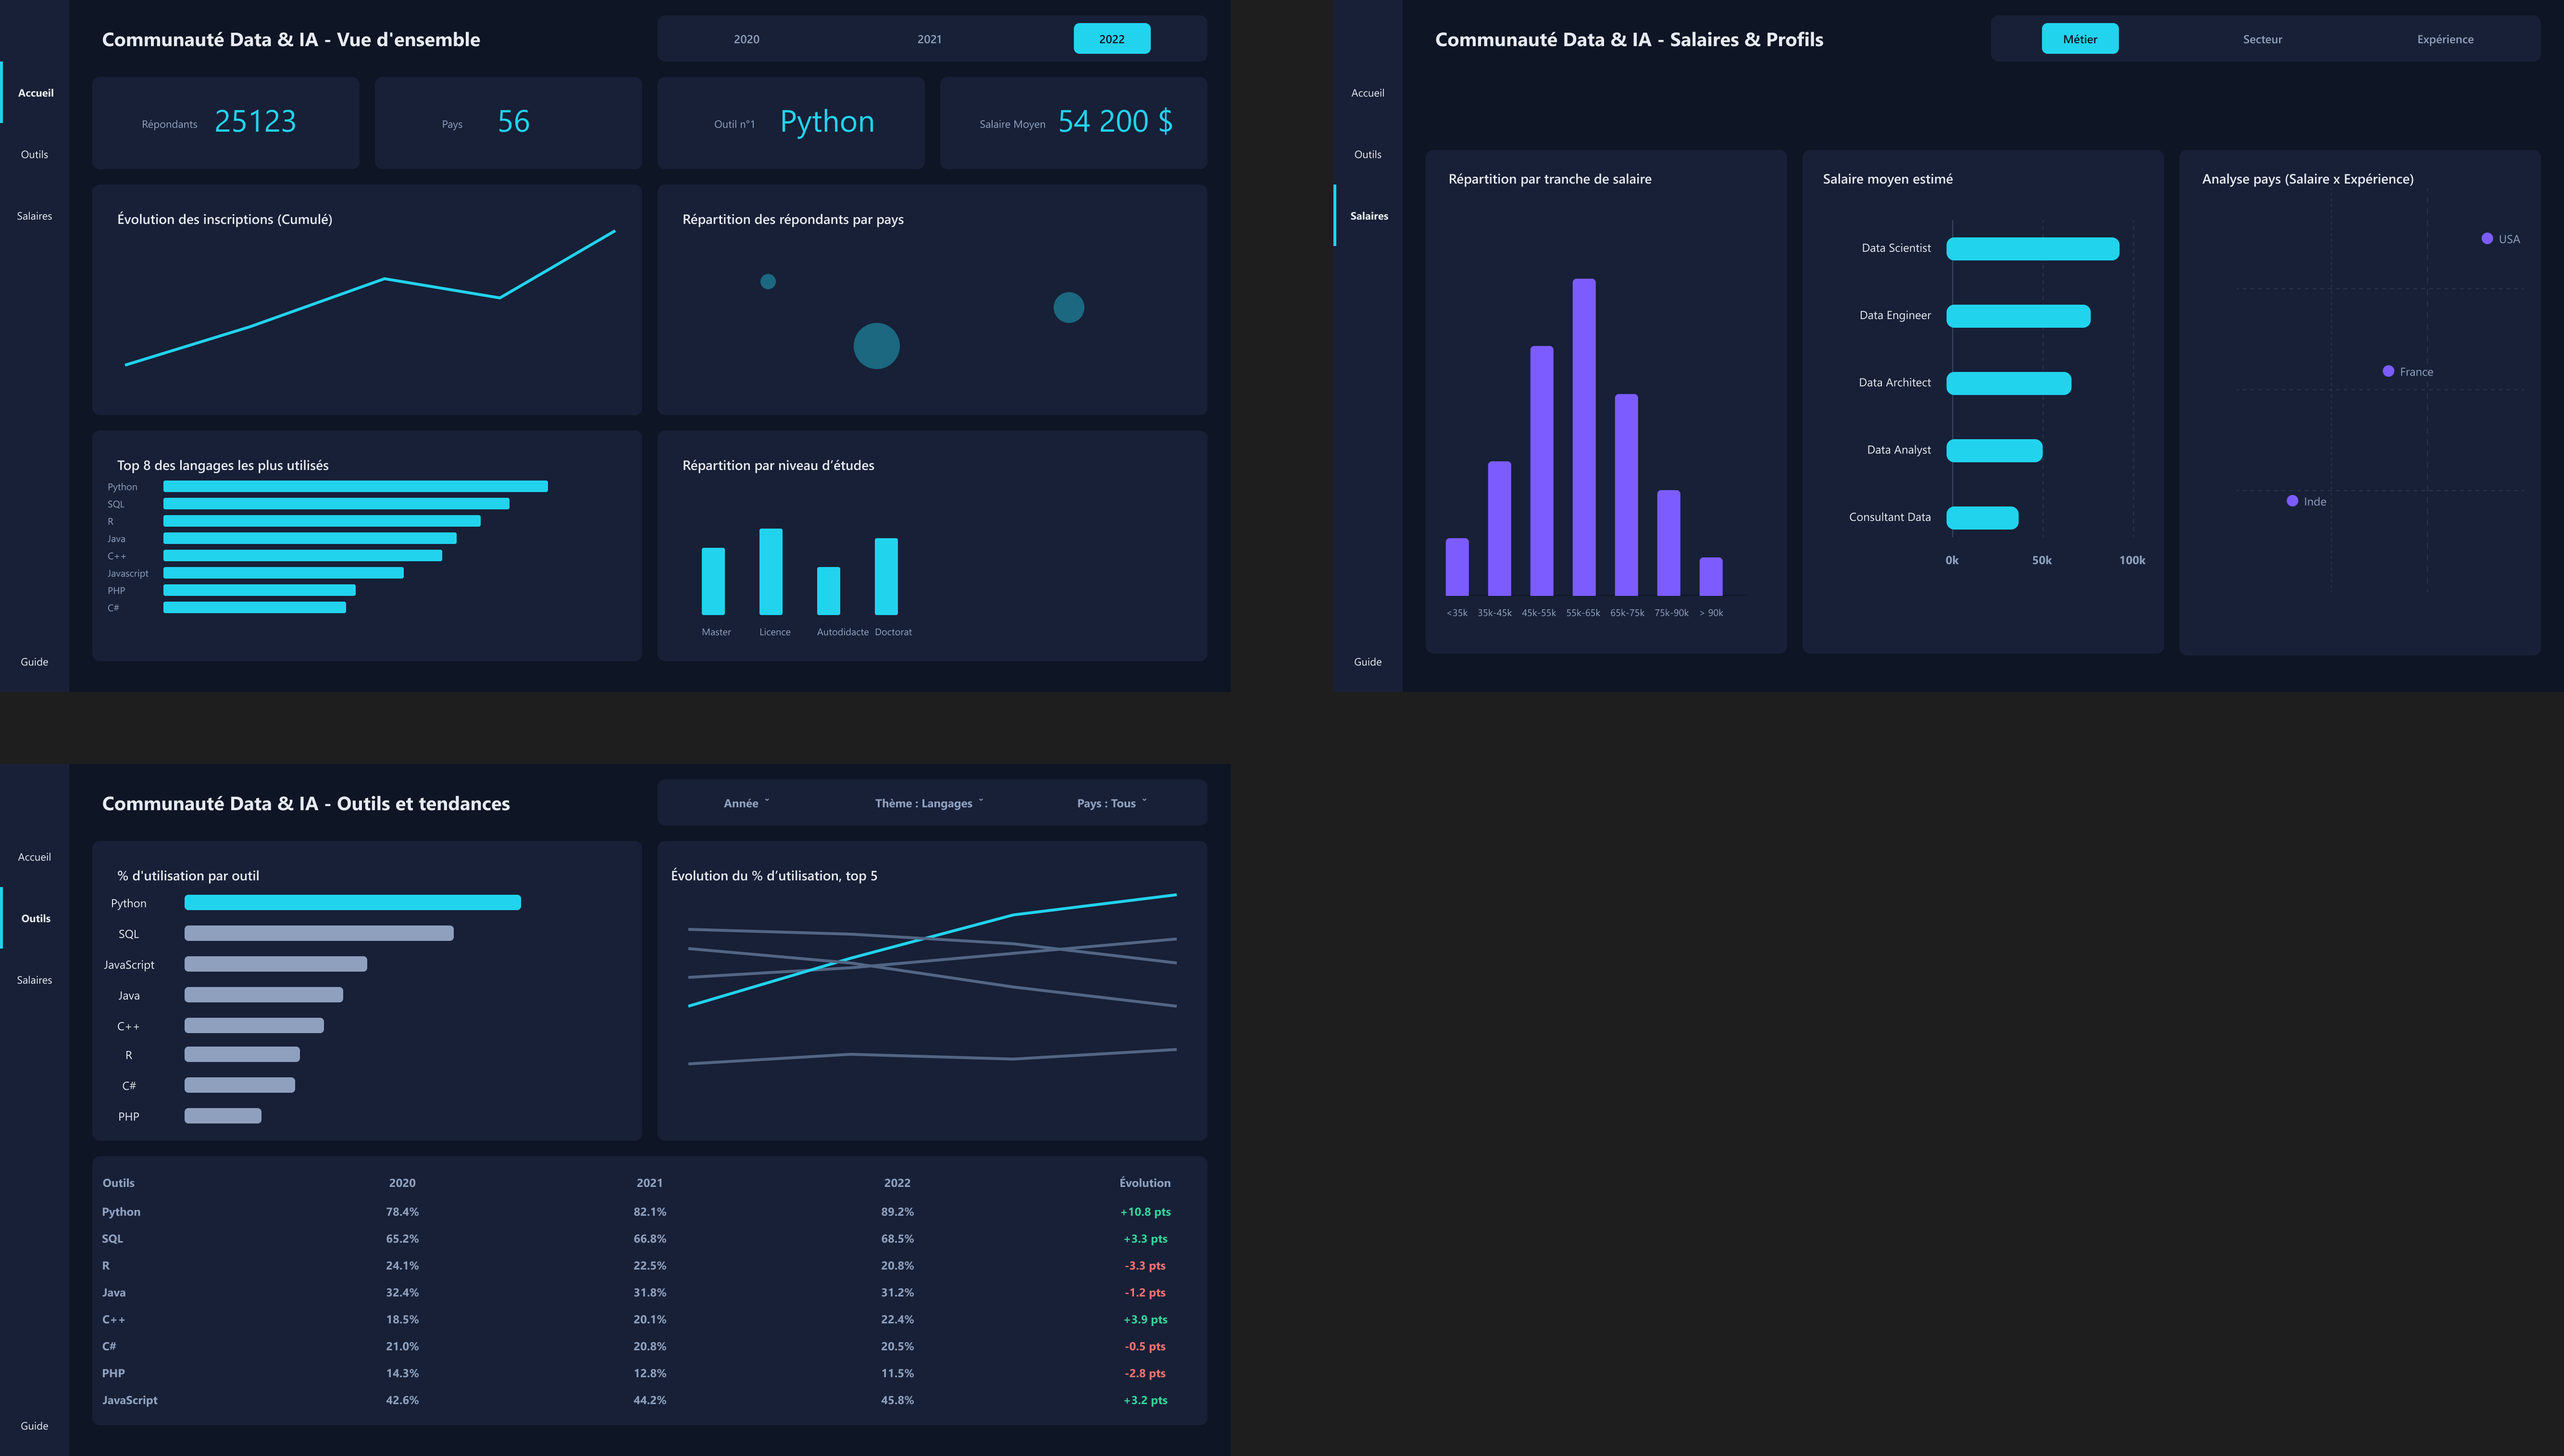 Communauté Data & IA - Vue d'ensemble
2020 2021 2022
Accueil
Outils
Salaires
Guide
Répondants 25123
Pays 56
Outil n°1 Python
Salaire Moyen 54 200 $
Évolution des inscriptions (Cumulé)
Répartition des répondants par pays
Top 8 des langages les plus utilisés
Python
SQL
R
Java
C++
Javascript
PHP
C#
Répartition par niveau d’études
Master Licence Autodidacte Doctorat
Communauté Data & IA - Salaires & Profils
Métier Secteur Expérience
Accueil
Outils
Salaires
Guide
Répartition par tranche de salaire
<35k 35k-45k 45k-55k 55k-65k 65k-75k 75k-90k > 90k
Salaire moyen estimé
Data Scientist
Data Engineer
Data Architect
Data Analyst
Consultant Data
0k 50k 100k
Analyse pays (Salaire x Expérience)
USA
France
Inde
Communauté Data & IA - Outils et tendances
Année Thème : Langages Pays : Tous
Accueil
Outils
Salaires
Guide
% d'utilisation par outil
Python
SQL
JavaScript
Java
C++
R
C#
PHP
Évolution du % d’utilisation, top 5
Outils 2020 2021 2022 Évolution
Python 78.4% 82.1% 89.2% +10.8 pts
SQL 65.2% 66.8% 68.5% +3.3 pts
R 24.1% 22.5% 20.8% -3.3 pts
Java 32.4% 31.8% 31.2% -1.2 pts
C++ 18.5% 20.1% 22.4% +3.9 pts
C# 21.0% 20.8% 20.5% -0.5 pts
PHP 14.3% 12.8% 11.5% -2.8 pts
JavaScript 42.6% 44.2% 45.8% +3.2 pts